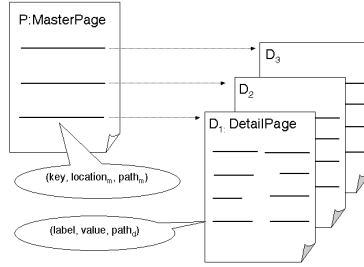 P:MasterPage
D3
D2
D1: DetailPage
(key, locationm, pathm)
(label, value, pathd)